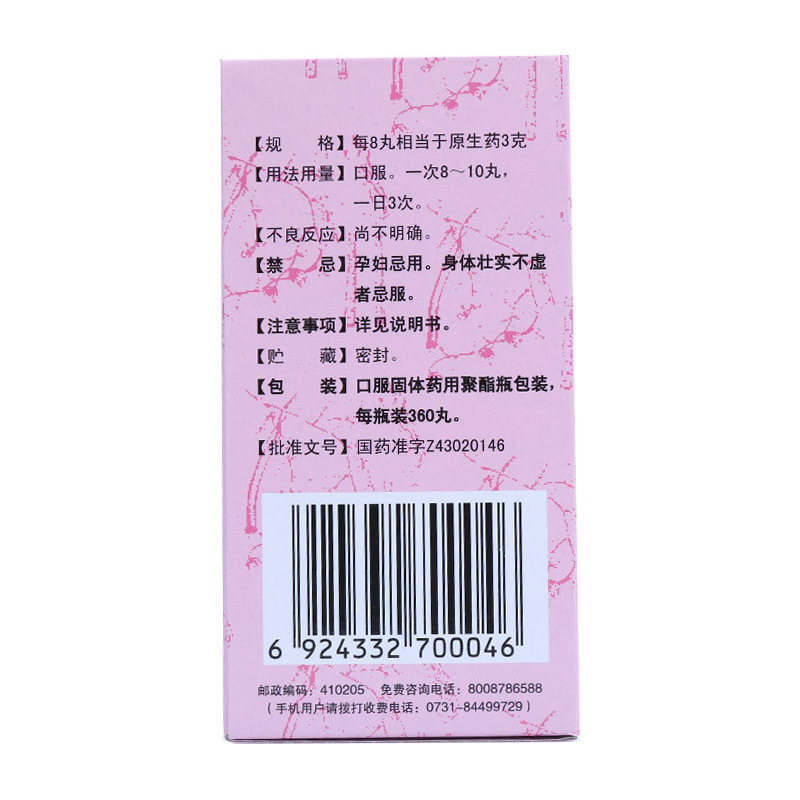 【规　　格】每8丸相当于原生药3克
【用法用量】口服。一次8～10丸，
一日3次。
【不良反应】尚不明确。
【禁　　忌】孕妇忌用。身体壮实不虚
者忌服。
【注意事项】详见说明书。
【贮　　藏】密封。
【包　　装】口服固体药用聚酯瓶包装，
每瓶装360丸。
【批准文号】国药准字Z43020146
6 924332 700046
邮政编码：410205　免费咨询电话：8008786588
（手机用户请拨打收费电话：0731-84499729）